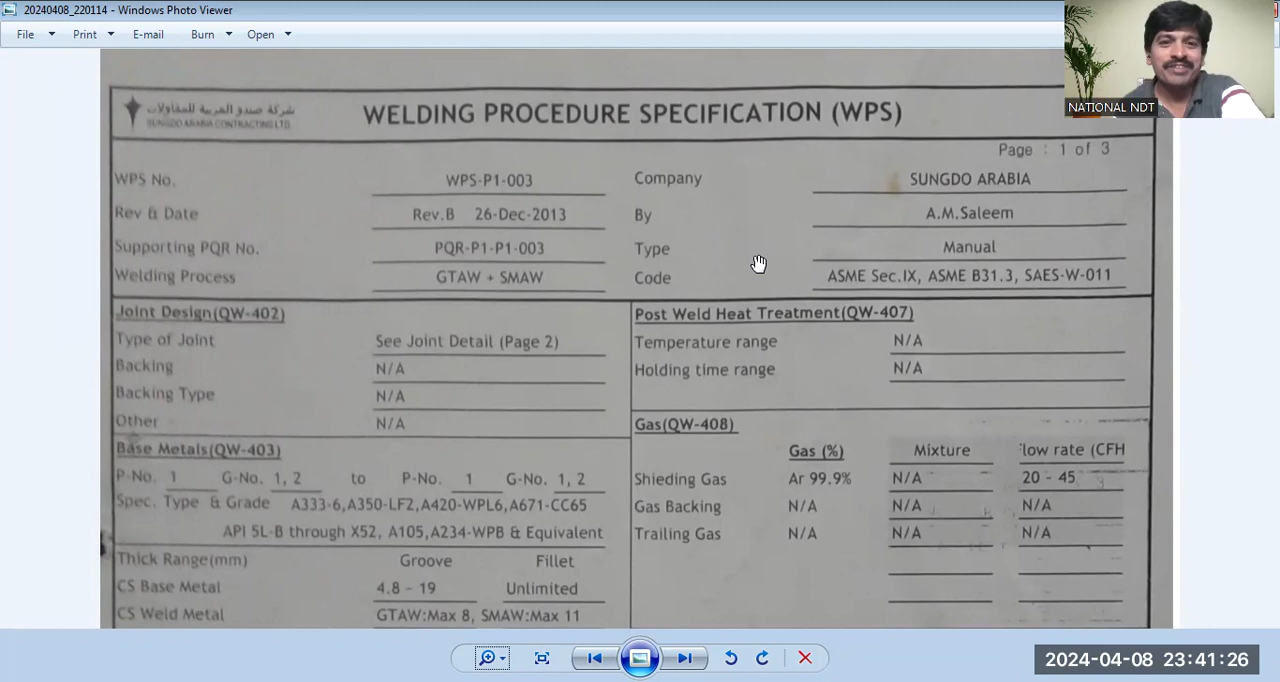 20240408_220114 - Windows Photo Viewer
File Print E-mail Burn Open
NATIONAL NDT
شركة صندو العربية للمقاولات
SUNGDO ARABIA CONTRACTING LTD.
WELDING PROCEDURE SPECIFICATION (WPS)
Page : 1 of 3
WPS No. WPS-P1-003 Company SUNGDO ARABIA
Rev & Date Rev.B 26-Dec-2013 By A.M.Saleem
Supporting PQR No. PQR-P1-P1-003 Type Manual
Welding Process GTAW + SMAW Code ASME Sec.IX, ASME B31.3, SAES-W-011
Joint Design(QW-402)
Type of Joint See Joint Detail (Page 2)
Backing N/A
Backing Type N/A
Other N/A
Base Metals(QW-403)
P-No. 1 G-No. 1, 2 to P-No. 1 G-No. 1, 2
Spec. Type & Grade A333-6,A350-LF2,A420-WPL6,A671-CC65
API 5L-B through X52, A105,A234-WPB & Equivalent
Thick Range(mm) Groove Fillet
CS Base Metal 4.8 - 19 Unlimited
CS Weld Metal GTAW:Max 8, SMAW:Max 11
Post Weld Heat Treatment(QW-407)
Temperature range N/A
Holding time range N/A
Gas(QW-408)
Gas (%) Mixture low rate (CFH
Shieding Gas Ar 99.9% N/A 20 - 45
Gas Backing N/A N/A N/A
Trailing Gas N/A N/A N/A
2024-04-08 23:41:26